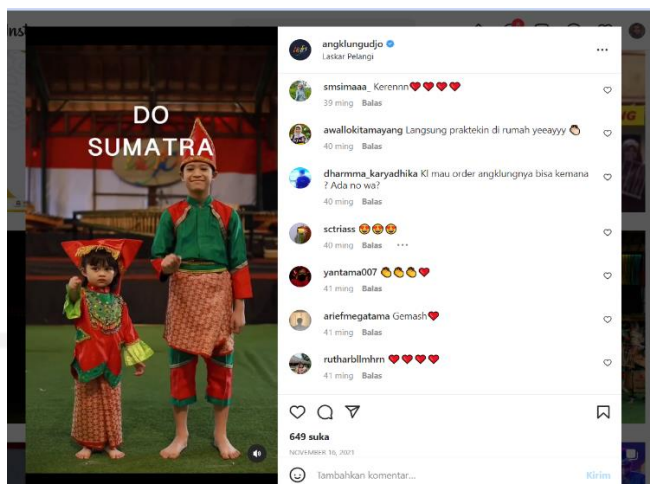 DO
SUMATRA
angklungudjo
Laskar Pelangi
smsimaaa_ Kerennn❤❤❤❤
39 ming Balas
awallokitamayang Langsung praktekin di rumah yeeayyy 👏
40 ming Balas
dharmma_karyadhika KI mau order angklungnya bisa kemana
? Ada no wa?
40 ming Balas
sctriass 😍😍😍
40 ming Balas
yantama007 👏👏👏❤
41 ming Balas
ariefmegatama Gemash❤
41 ming Balas
rutharbllmhrn ❤❤❤❤
41 ming Balas
649 suka
NOVEMBER 16, 2021
Tambahkan komentar...
Kirim